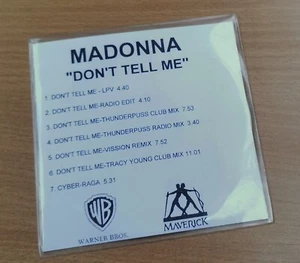 MADONNA
"DON'T TELL ME"
1. DON'T TELL ME - LPV 4.40
2. DON'T TELL ME-RADIO EDIT 4.10
3. DON'T TELL ME-THUNDERPUSS CLUB MIX 7.53
4. DON'T TELL ME-THUNDERPUSS RADIO MIX 3.40
5. DON'T TELL ME-VISSION REMIX 7.52
6. DON'T TELL ME-TRACY YOUNG CLUB MIX 11.01
7. CYBER-RAGA 5.31
WB
WARNER BROS.
MAVERICK